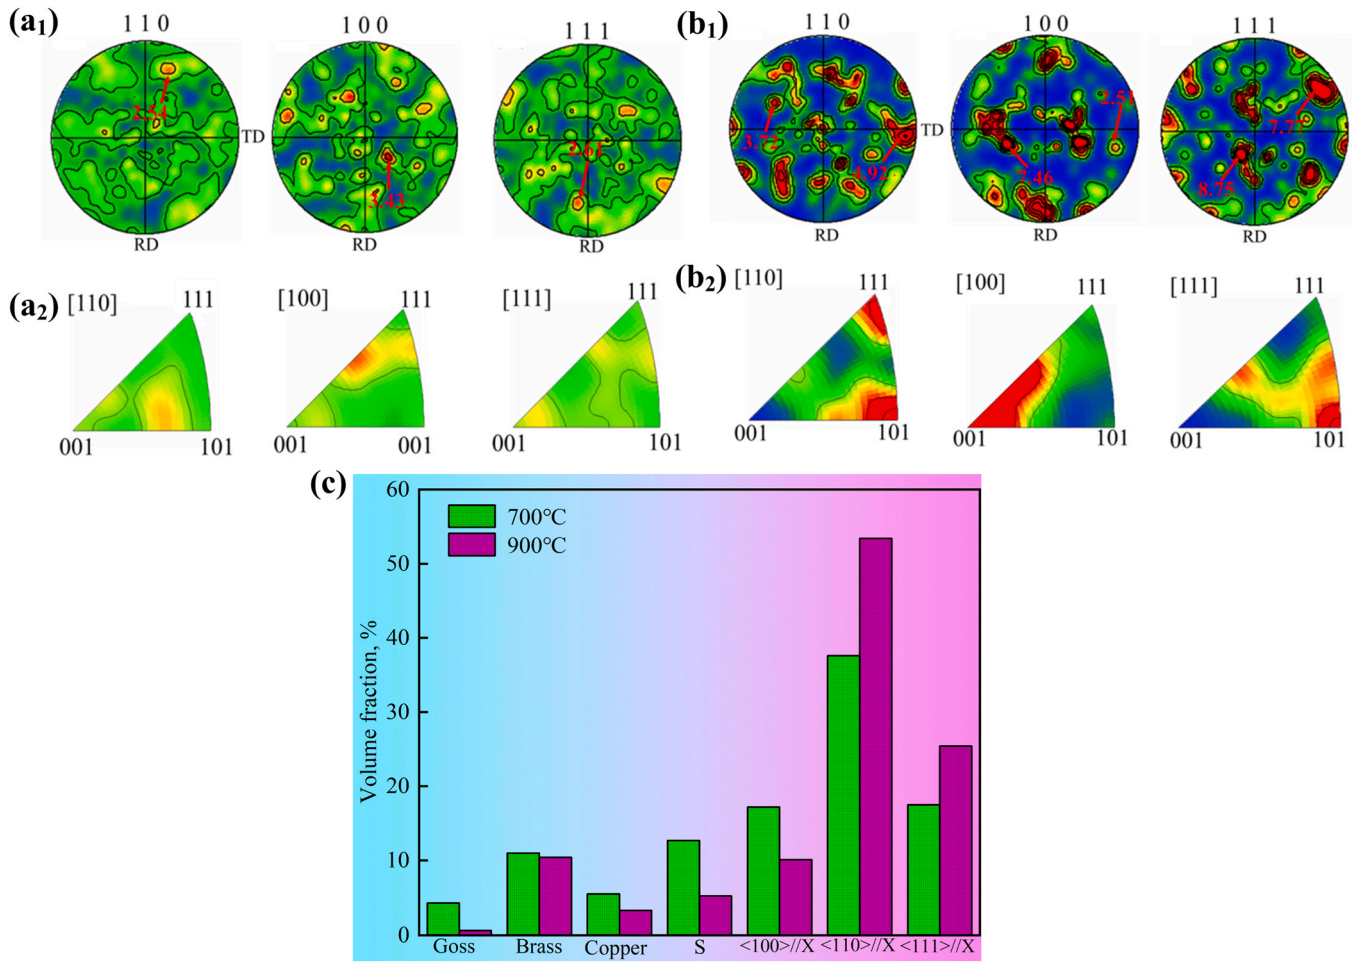 (a1)
1 1 0
1 0 0
1 1 1
2.54
3.43
2.61
TD
RD
RD
RD
(b1)
1 1 0
1 0 0
1 1 1
3.72
4.92
7.46
2.51
7.77
8.75
TD
RD
RD
RD
(a2)
[110]
111
001
101
[100]
111
001
001
[111]
111
001
101
(b2)
[110]
111
001
101
[100]
111
001
101
[111]
111
001
101
(c)
60
50
40
30
20
10
0
Volume fraction, %
700°C
900°C
Goss
Brass
Copper
S
<100>//X
<110>//X
<111>//X